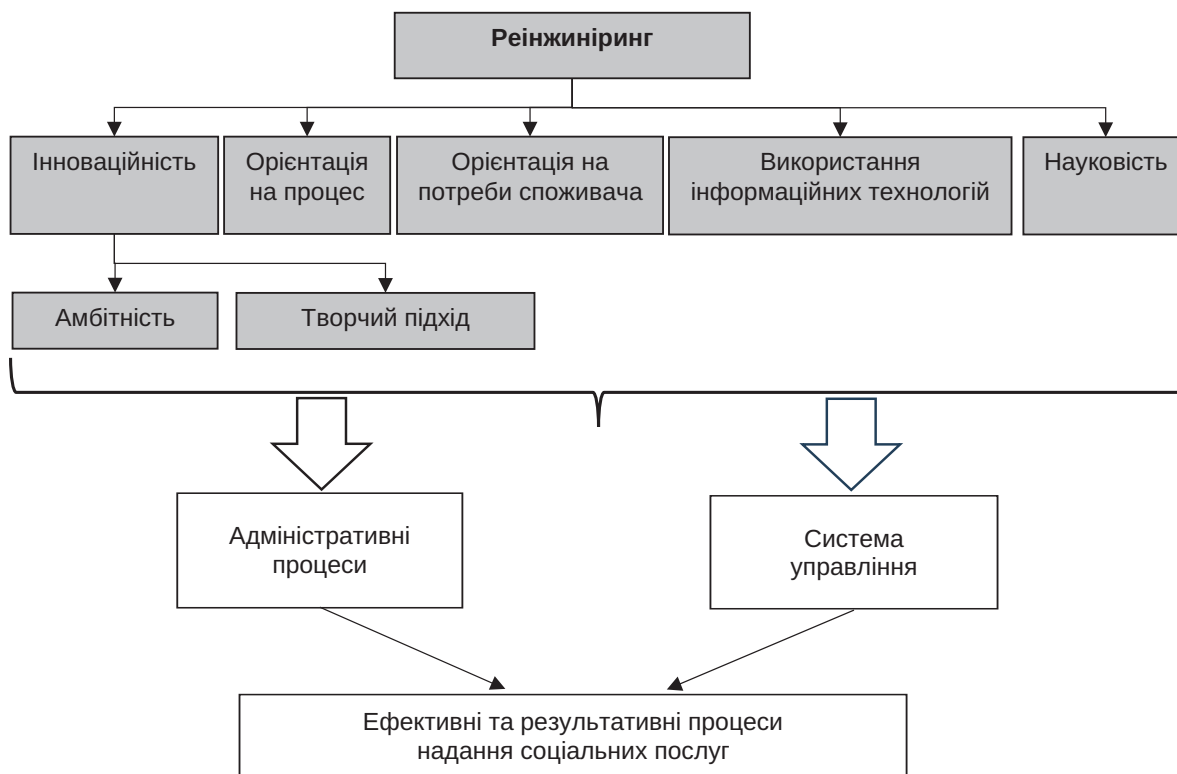 Реінжиніринг
Інноваційність
Орієнтація
на процес
Орієнтація на
потреби споживача
Використання
інформаційних технологій
Науковість
Амбітність
Творчий підхід
Адміністративні
процеси
Система
управління
Ефективні та результативні процеси
надання соціальних послуг